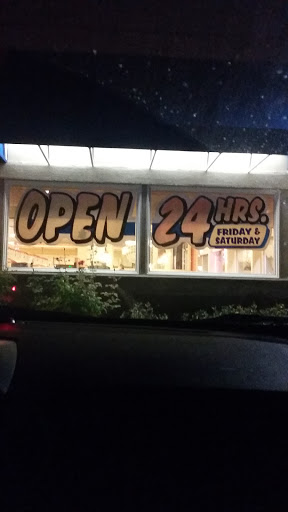 OPEN 24 HRS.
FRIDAY &
SATURDAY